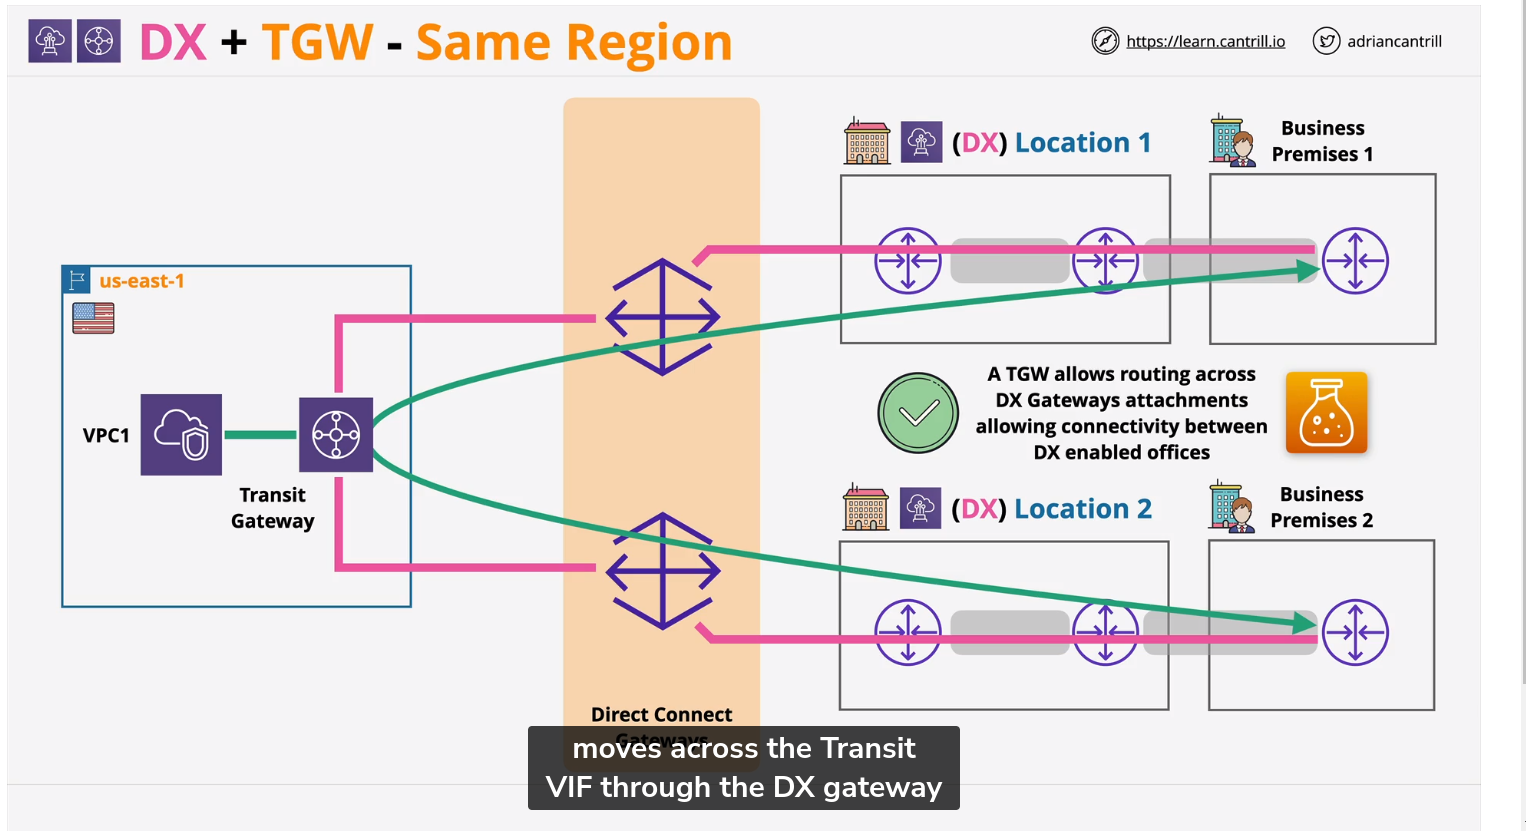 DX + TGW - Same Region
https://learn.cantrill.io
adriancantrill
(DX) Location 1
Business
Premises 1
us-east-1
VPC1
Transit
Gateway
A TGW allows routing across
DX Gateways attachments
allowing connectivity between
DX enabled offices
(DX) Location 2
Business
Premises 2
Direct Connect
Gateways
moves across the Transit
VIF through the DX gateway